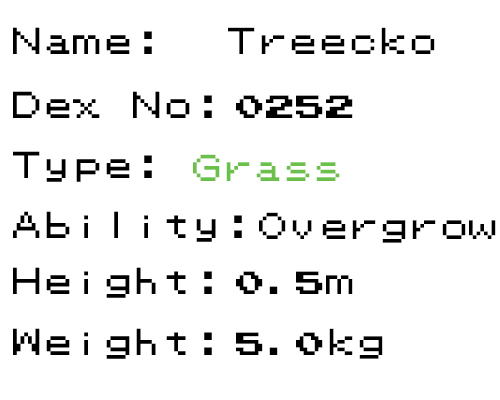 Name: Treecko
Dex No: 0252
Type: Grass
Ability:Overgrow
Height: 0.5m
Weight: 5.0kg